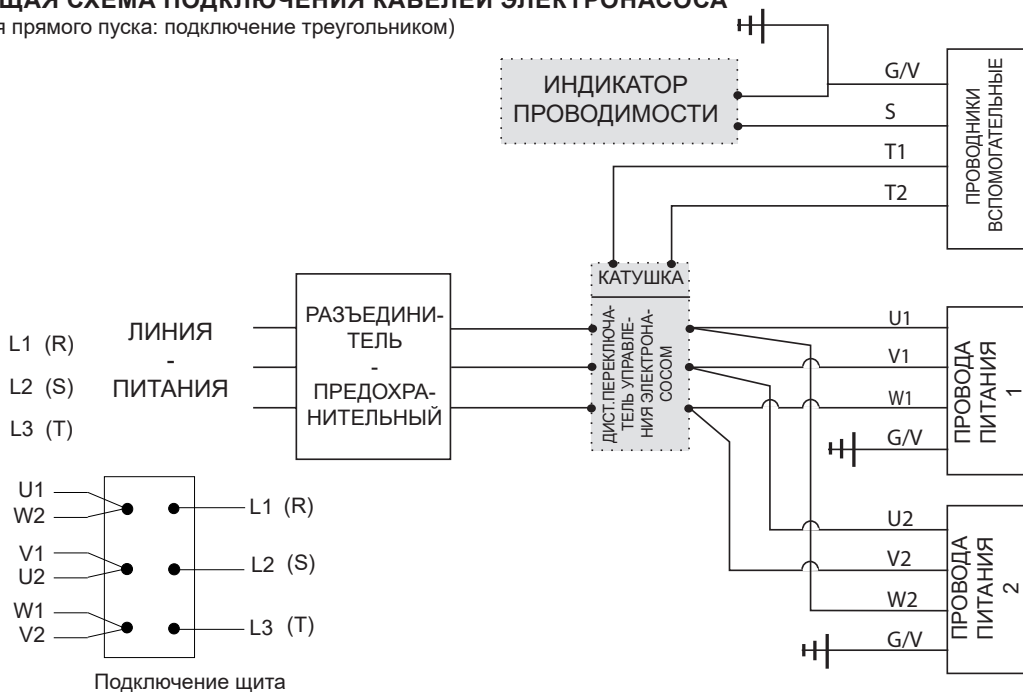 ЩАЯ СХЕМА ПОДКЛЮЧЕНИЯ КАБЕЛЕЙ ЭЛЕКТРОНАСОСА
я прямого пуска: подключение треугольником)
ИНДИКАТОР
ПРОВОДИМОСТИ
G/V
S
T1
T2
ПРОВОДНИКИ
ВСПОМОГАТЕЛЬНЫЕ
L1 (R)
L2 (S)
L3 (T)
ЛИНИЯ
-
ПИТАНИЯ
РАЗЪЕДИНИ-
ТЕЛЬ
-
ПРЕДОХРА-
НИТЕЛЬНЫЙ
КАТУШКА
ДИСТ.ПЕРЕКЛЮЧА-
ТЕЛЬ УПРАВЛЕ-
НИЯ ЭЛЕКТРОНА-
СОСОМ
U1
V1
W1
G/V
ПРОВОДА
ПИТАНИЯ
1
U2
V2
W2
G/V
ПРОВОДА
ПИТАНИЯ
2
U1
W2
V1
U2
W1
V2
L1 (R)
L2 (S)
L3 (T)
Подключение щита